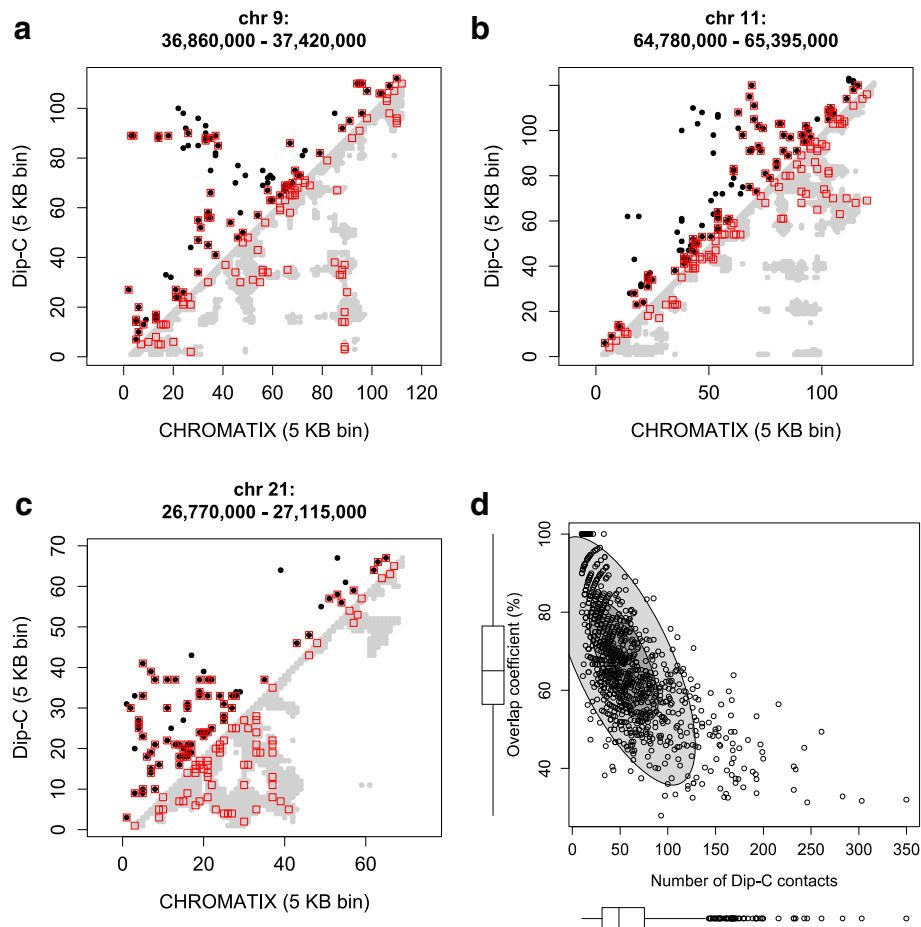 a
chr 9:
36,860,000 - 37,420,000
Dip-C (5 KB bin)
0 20 40 60 80 100
0 20 40 60 80 100 120
CHROMATIX (5 KB bin)
b
chr 11:
64,780,000 - 65,395,000
Dip-C (5 KB bin)
0 20 40 60 80 100
0 50 100
CHROMATIX (5 KB bin)
c
chr 21:
26,770,000 - 27,115,000
Dip-C (5 KB bin)
0 10 20 30 40 50 60 70
0 20 40 60
CHROMATIX (5 KB bin)
d
Overlap coefficient (%)
40 60 80 100
0 50 100 150 200 250 300 350
Number of Dip-C contacts